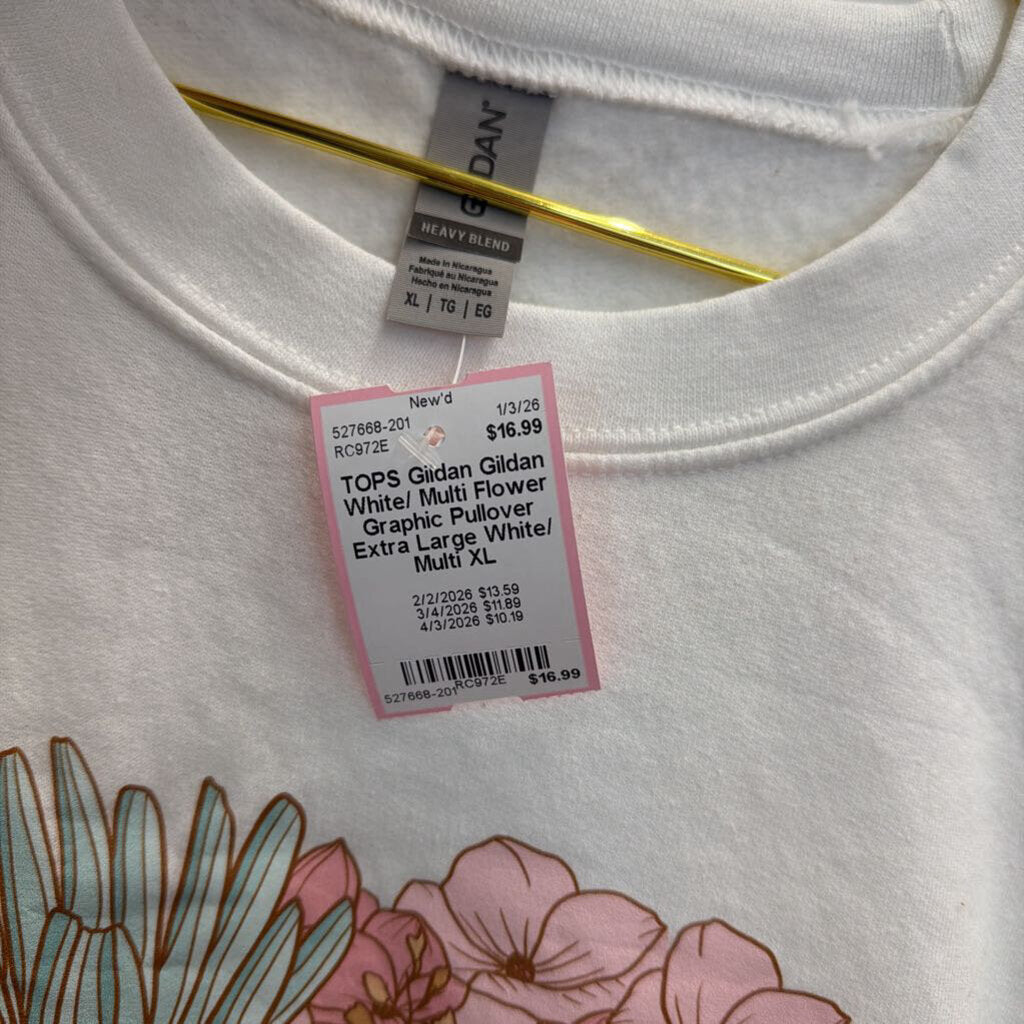 HEAVY BLEND
Made in Nicaragua
Fabriqué au Nicaragua
Hecho en Nicaragua
XL | TG | EG
New'd
527668-201 1/3/26
RC972E $16.99
TOPS Gildan Gildan
White/ Multi Flower
Graphic Pullover
Extra Large White/
Multi XL
2/2/2026 $13.59
3/4/2026 $11.89
4/3/2026 $10.19
527668-201 RC972E $16.99